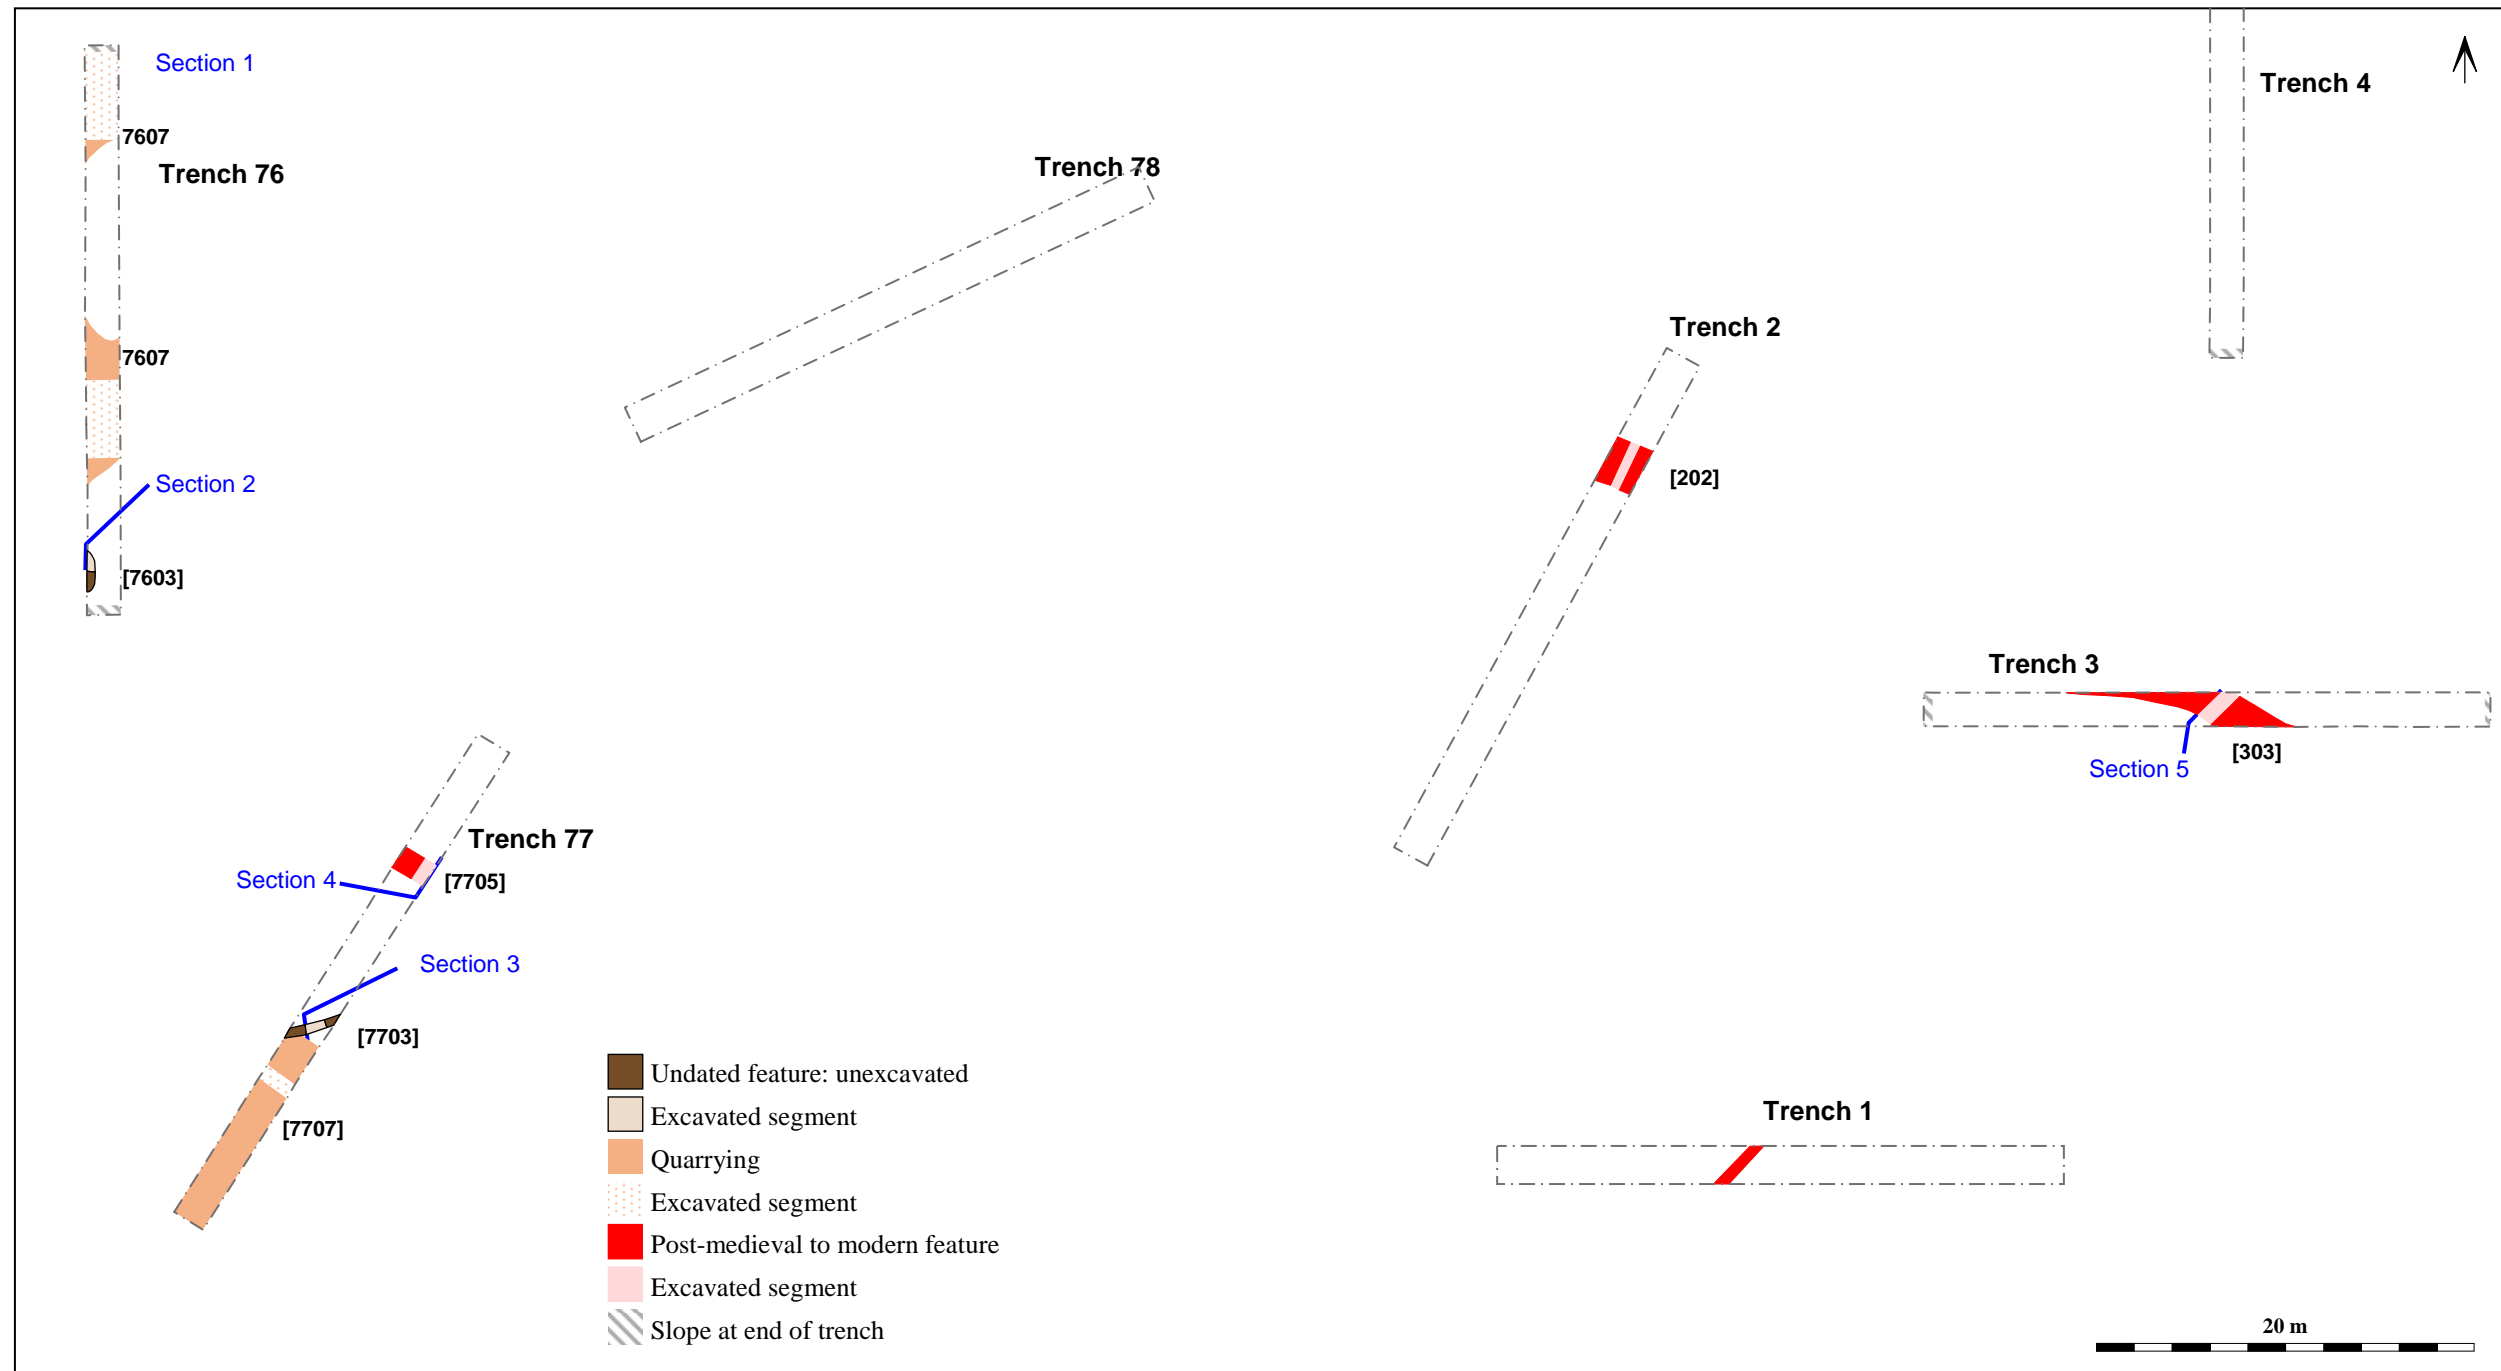 Section 1
Trench 4
7607
Trench 76
Trench 78
Trench 2
7607
[202]
Section 2
[7603]
Trench 3
[303]
Section 5
Trench 77
Section 4
[7705]
Section 3
[7703]
[7707]
Trench 1
Undated feature: unexcavated
Excavated segment
Quarrying
Excavated segment
Post-medieval to modern feature
Excavated segment
Slope at end of trench
20 m